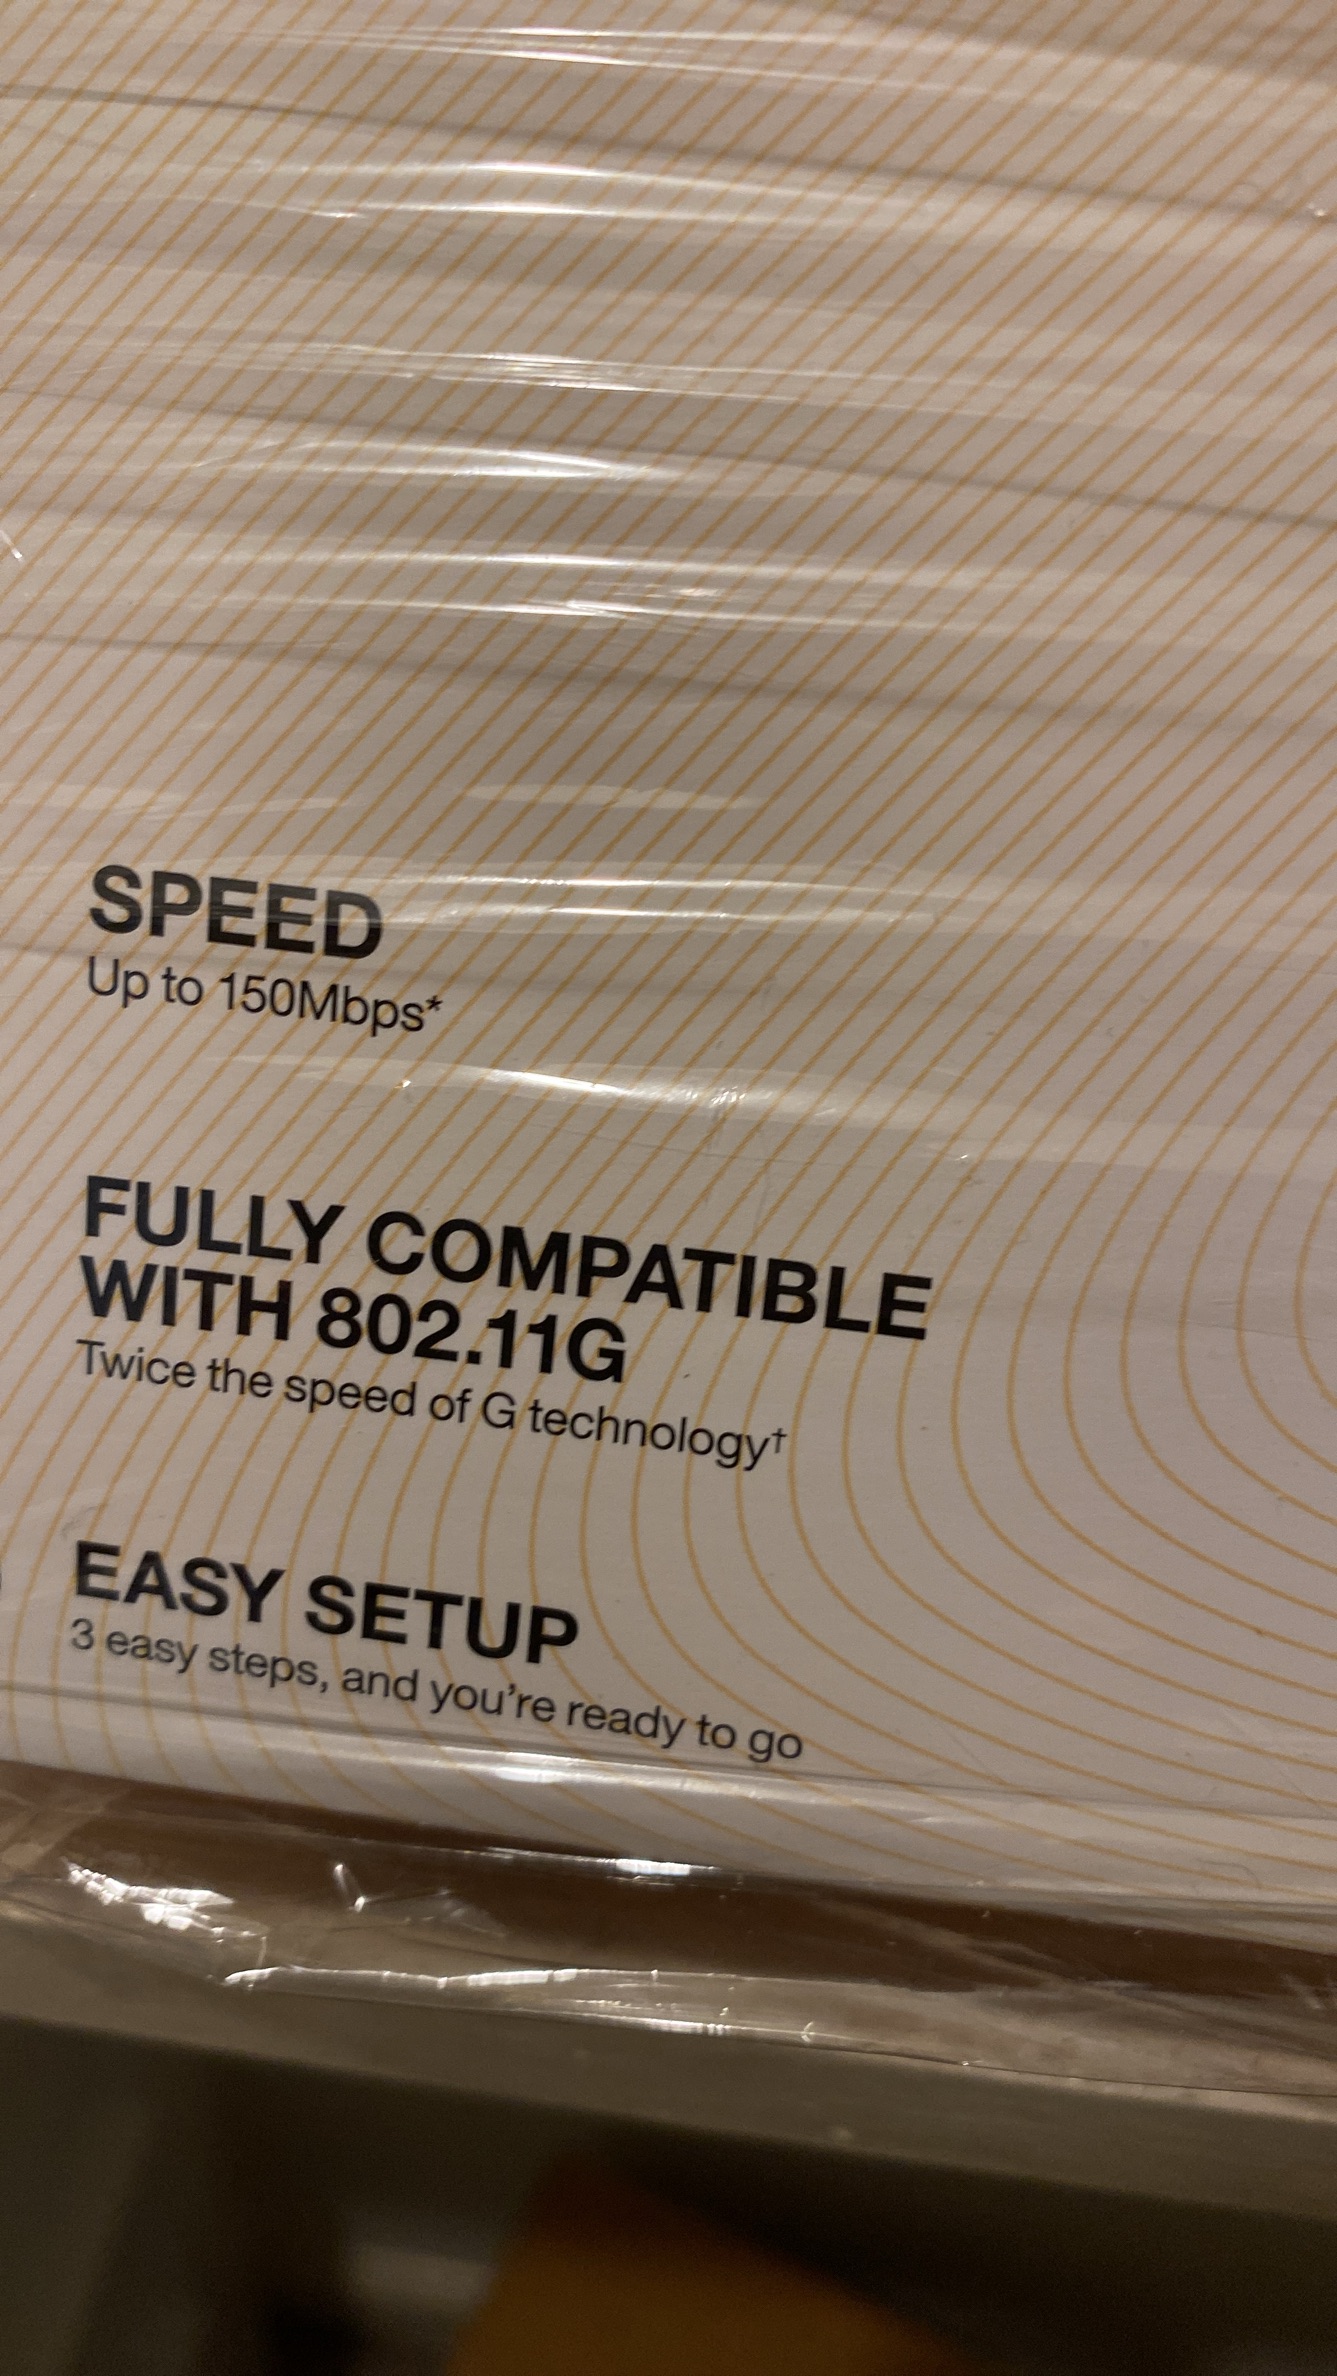 SPEED
Up to 150Mbps*
FULLY COMPATIBLE
WITH 802.11G
Twice the speed of G technology†
EASY SETUP
3 easy steps, and you're ready to go